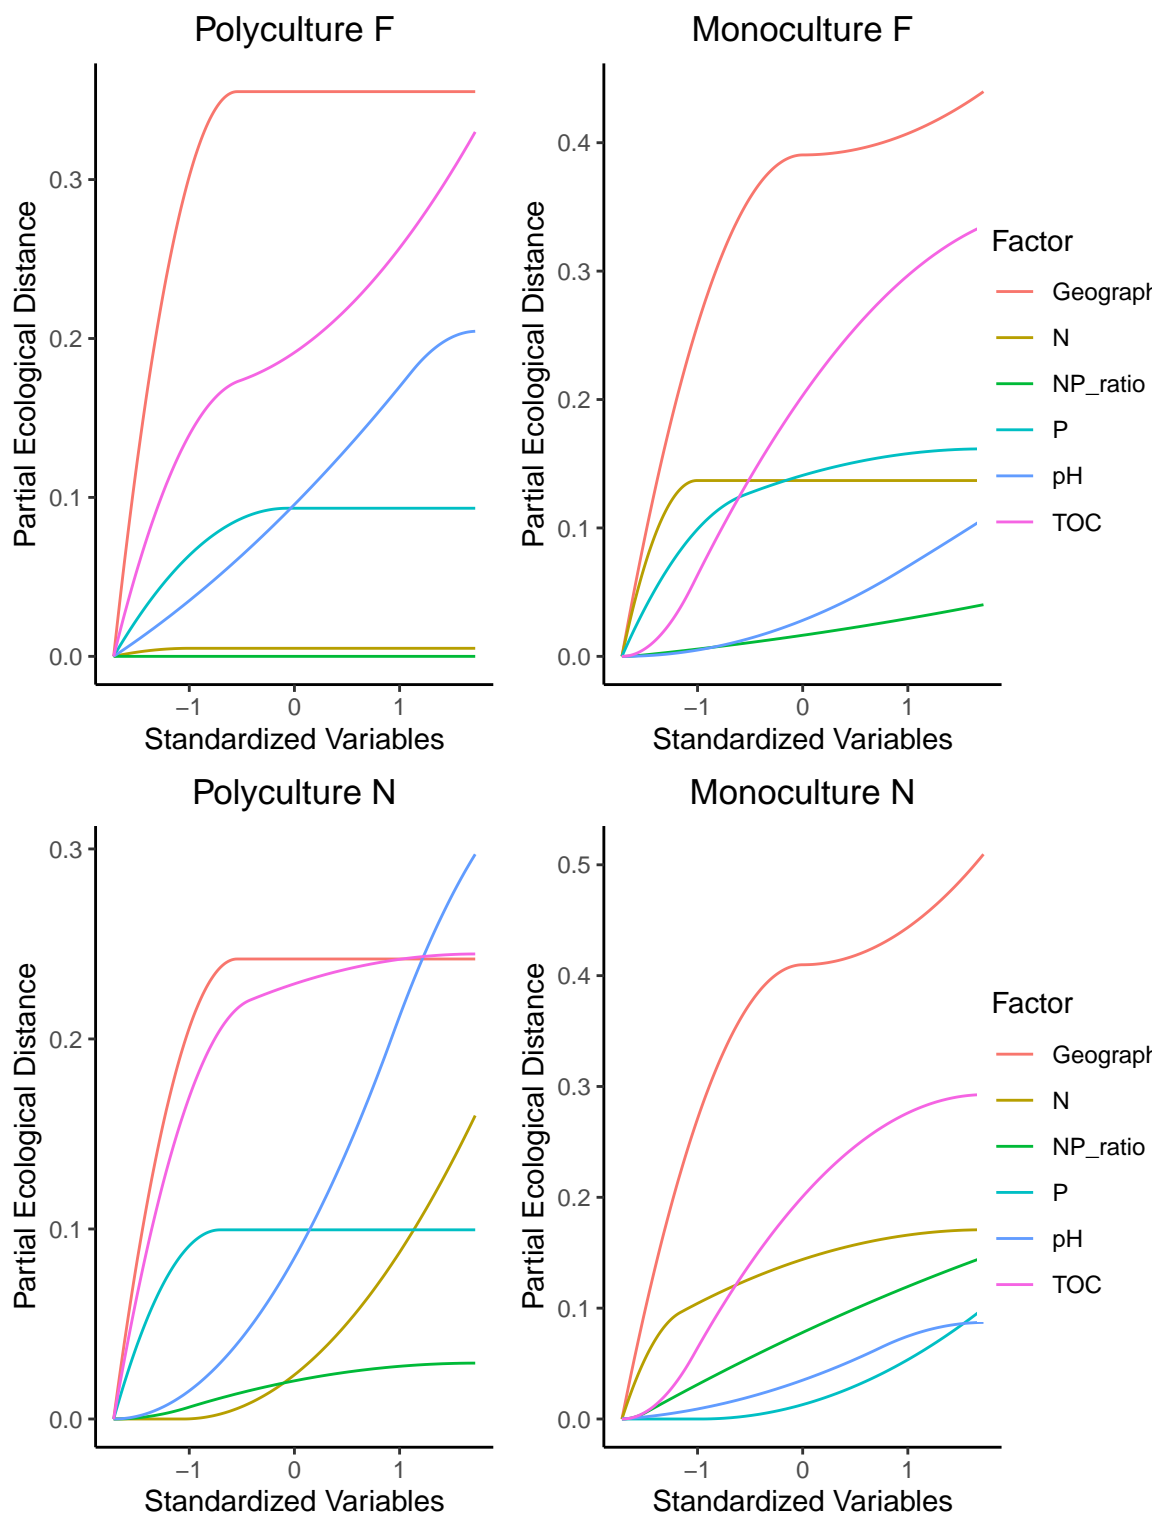 Polyculture F
Partial Ecological Distance
0.3
0.2
0.1
0.0
−1 0 1
Standardized Variables
Monoculture F
Partial Ecological Distance
0.4
0.3
0.2
0.1
0.0
−1 0 1
Standardized Variables
Factor
Geograph
N
NP_ratio
P
pH
TOC
Polyculture N
Partial Ecological Distance
0.3
0.2
0.1
0.0
−1 0 1
Standardized Variables
Monoculture N
Partial Ecological Distance
0.5
0.4
0.3
0.2
0.1
0.0
−1 0 1
Standardized Variables
Factor
Geograph
N
NP_ratio
P
pH
TOC